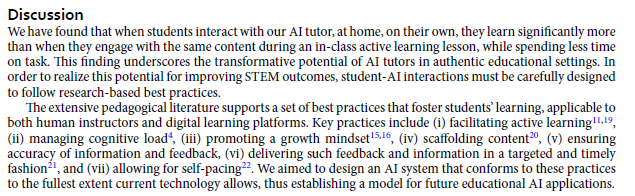 Discussion
We have found that when students interact with our AI tutor, at home, on their own, they learn significantly more
than when they engage with the same content during an in-class active learning lesson, while spending less time
on task. This finding underscores the transformative potential of AI tutors in authentic educational settings. In
order to realize this potential for improving STEM outcomes, student-AI interactions must be carefully designed
to follow research-based best practices.
The extensive pedagogical literature supports a set of best practices that foster students' learning, applicable to
both human instructors and digital learning platforms. Key practices include (i) facilitating active learning11,19,
(ii) managing cognitive load4, (iii) promoting a growth mindset15,16, (iv) scaffolding content20, (v) ensuring
accuracy of information and feedback, (vi) delivering such feedback and information in a targeted and timely
fashion21, and (vii) allowing for self-pacing22. We aimed to design an AI system that conforms to these practices
to the fullest extent current technology allows, thus establishing a model for future educational AI applications.